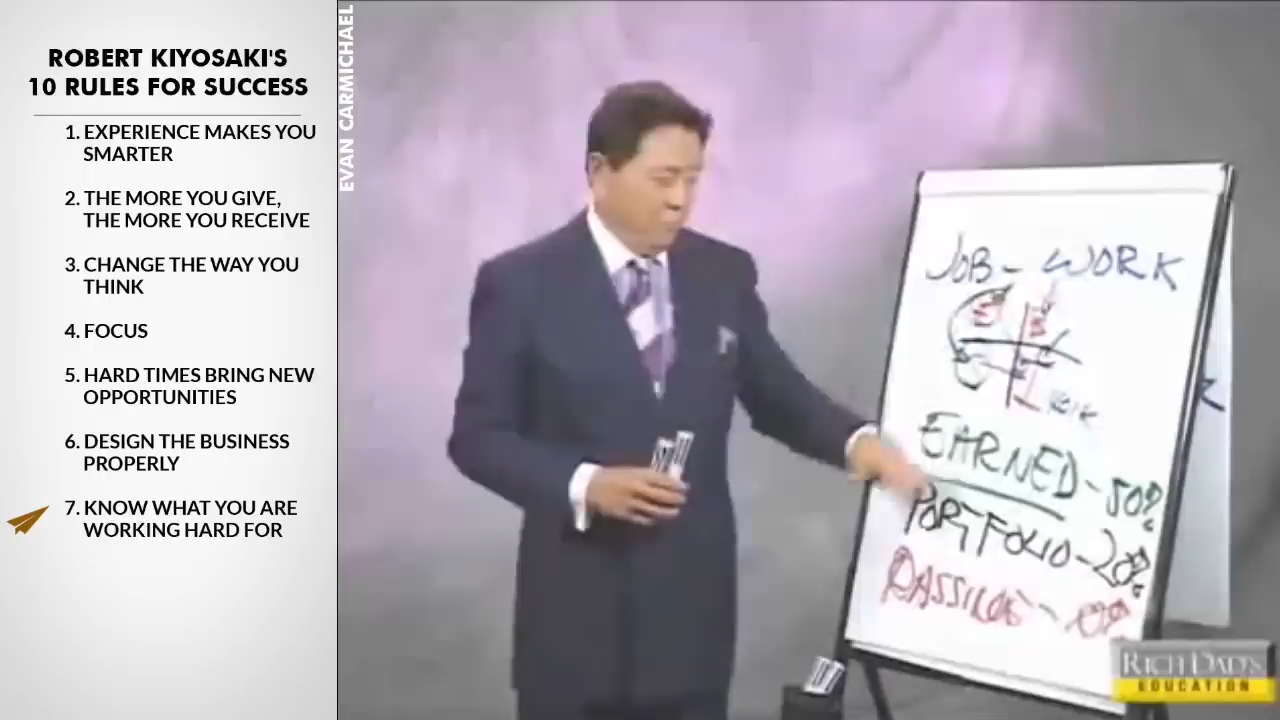 ROBERT KIYOSAKI'S
10 RULES FOR SUCCESS
1. EXPERIENCE MAKES YOU
SMARTER
2. THE MORE YOU GIVE,
THE MORE YOU RECEIVE
3. CHANGE THE WAY YOU
THINK
4. FOCUS
5. HARD TIMES BRING NEW
OPPORTUNITIES
6. DESIGN THE BUSINESS
PROPERLY
7. KNOW WHAT YOU ARE
WORKING HARD FOR
EVAN CARMICHAEL
JOB - WORK
EARNED - 50%
PORTFOLIO - 20%
PASSIVE -
RICH DAD'S
EDUCATION